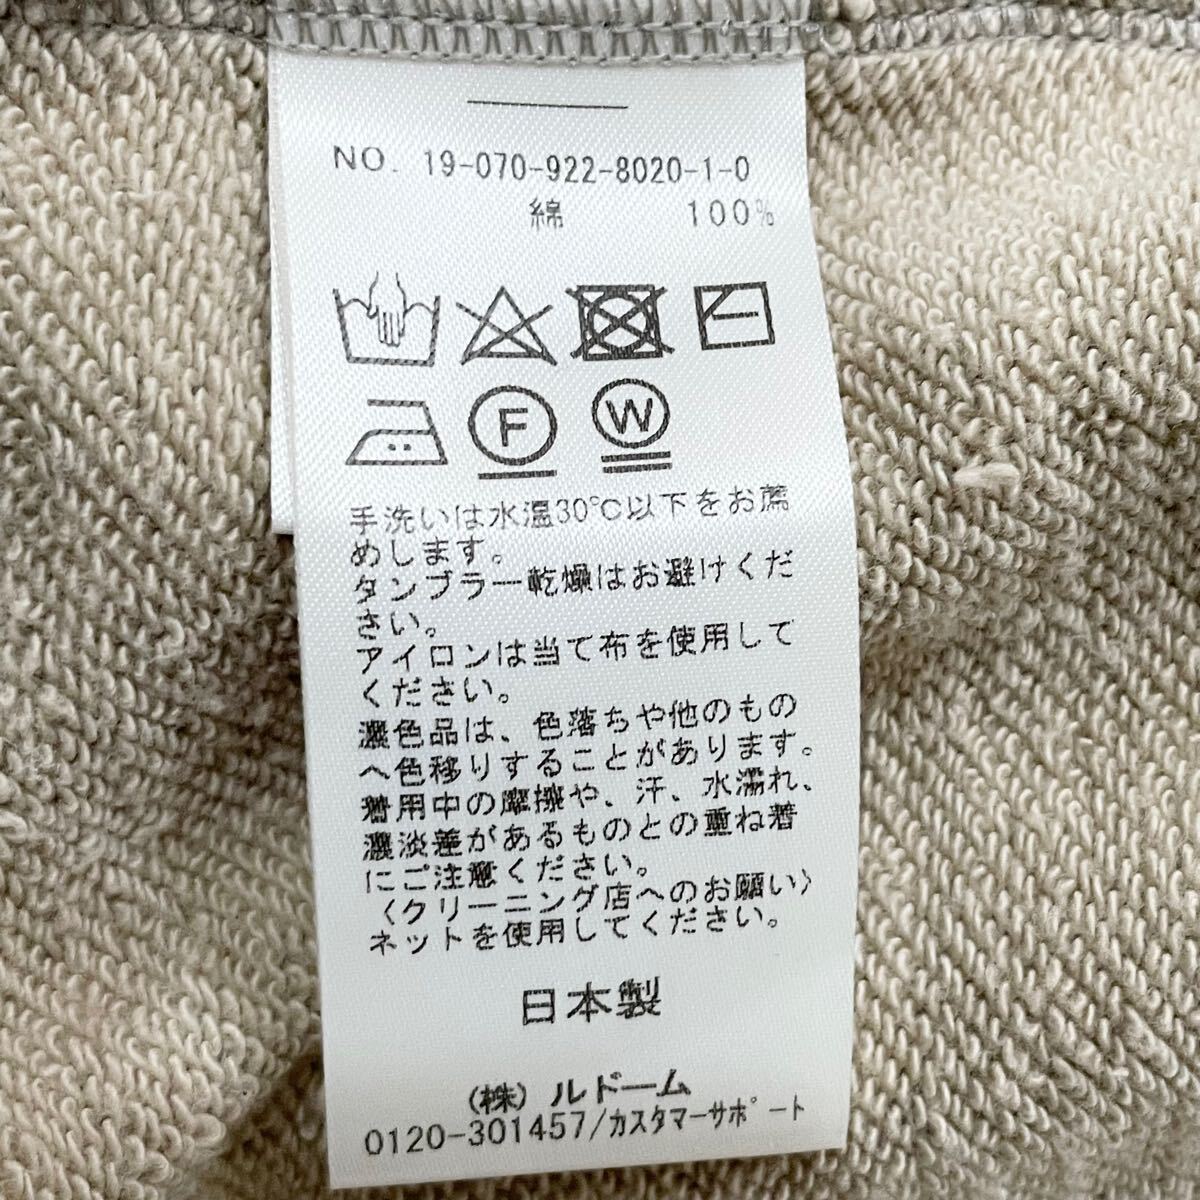 NO. 19-070-922-8020-1-0
綿 100%
F
W
手洗いは水温30℃以下をお薦
めします。
タンブラー乾燥はお避けくだ
さい。
アイロンは当て布を使用して
ください。
濃色品は、色落ちや他のもの
へ色移りすることがあります。
着用中の摩擦や、汗、水濡れ、
濃淡差があるものとの重ね着
にご注意ください。
〈クリーニング店へのお願い〉
ネットを使用してください。
日本製
(株)ルドーム
0120-301457/カスタマーサポート